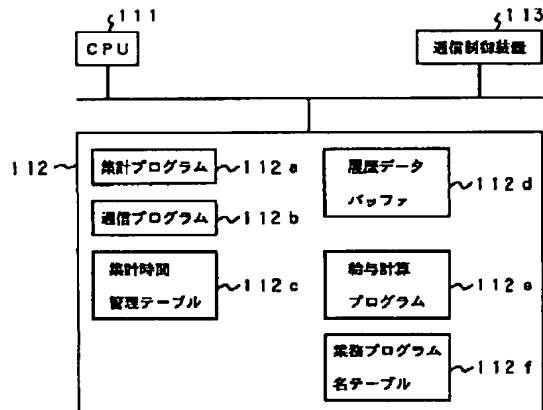 111
CPU
113
通信制御装置
112
集計プログラム
112a
通信プログラム
112b
集計時間
管理テーブル
112c
履歴データ
バッファ
112d
給与計算
プログラム
112e
業務プログラム
名テーブル
112f